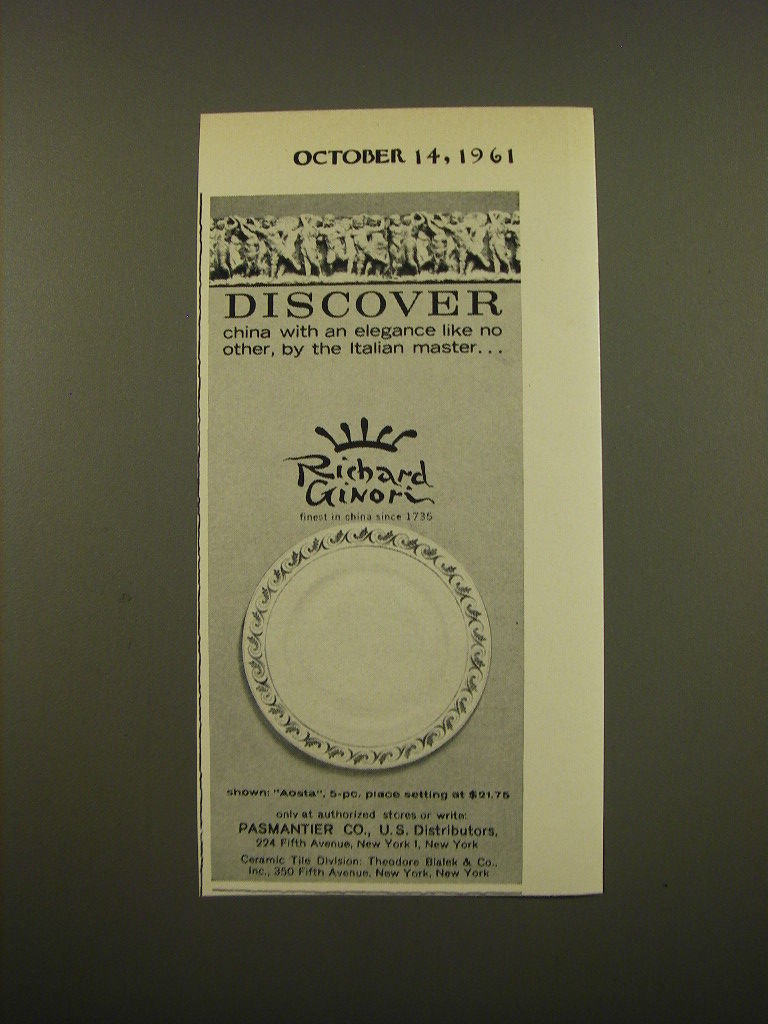 OCTOBER 14, 1961
DISCOVER
china with an elegance like no
other, by the Italian master...
Richard
Ginori
finest in china since 1735
shown: "Aosta", 5-pc. place setting at $21.75
only at authorized stores or write:
PASMANTIER CO., U.S. Distributors,
224 Fifth Avenue, New York 1, New York
Ceramic Tile Division: Theodore Bialek & Co.,
Inc., 350 Fifth Avenue, New York, New York